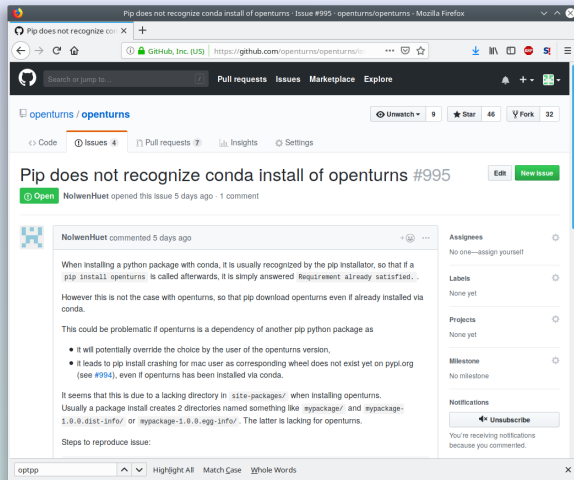 Pip does not recognize conda install of openturns · Issue #995 · openturns/openturns - Mozilla Firefox
Pip does not recognize con
GitHub, Inc. (US) https://github.com/openturns/openturns/is
Search or jump to... / Pull requests Issues Marketplace Explore
openturns / openturns Unwatch 9 Star 46 Fork 32
Code Issues 4 Pull requests 7 Insights Settings
Pip does not recognize conda install of openturns #995 Edit New issue
Open NolwenHuet opened this issue 5 days ago · 1 comment
NolwenHuet commented 5 days ago
When installing a python package with conda, it is usually recognized by the pip installator, so that if a
pip install openturns is called afterwards, it is simply answered Requirement already satisfied. .
However this is not the case with openturns, so that pip download openturns even if already installed via
conda.
This could be problematic if openturns is a dependency of another pip python package as
• it will potentially override the choice by the user of the openturns version,
• it leads to pip install crashing for mac user as corresponding wheel does not exist yet on pypi.org
(see #994), even if openturns has been installed via conda.
It seems that this is due to a lacking directory in site-packages/ when installing openturns.
Usually a package install creates 2 directories named something like mypackage/ and mypackage-
1.0.0.dist-info/ or mypackage-1.0.0.egg-info/ . The latter is lacking for openturns.
Steps to reproduce issue:
Assignees
No one—assign yourself
Labels
None yet
Projects
None yet
Milestone
No milestone
Notifications
Unsubscribe
You're receiving notifications
because you commented.
optpp Highlight All Match Case Whole Words